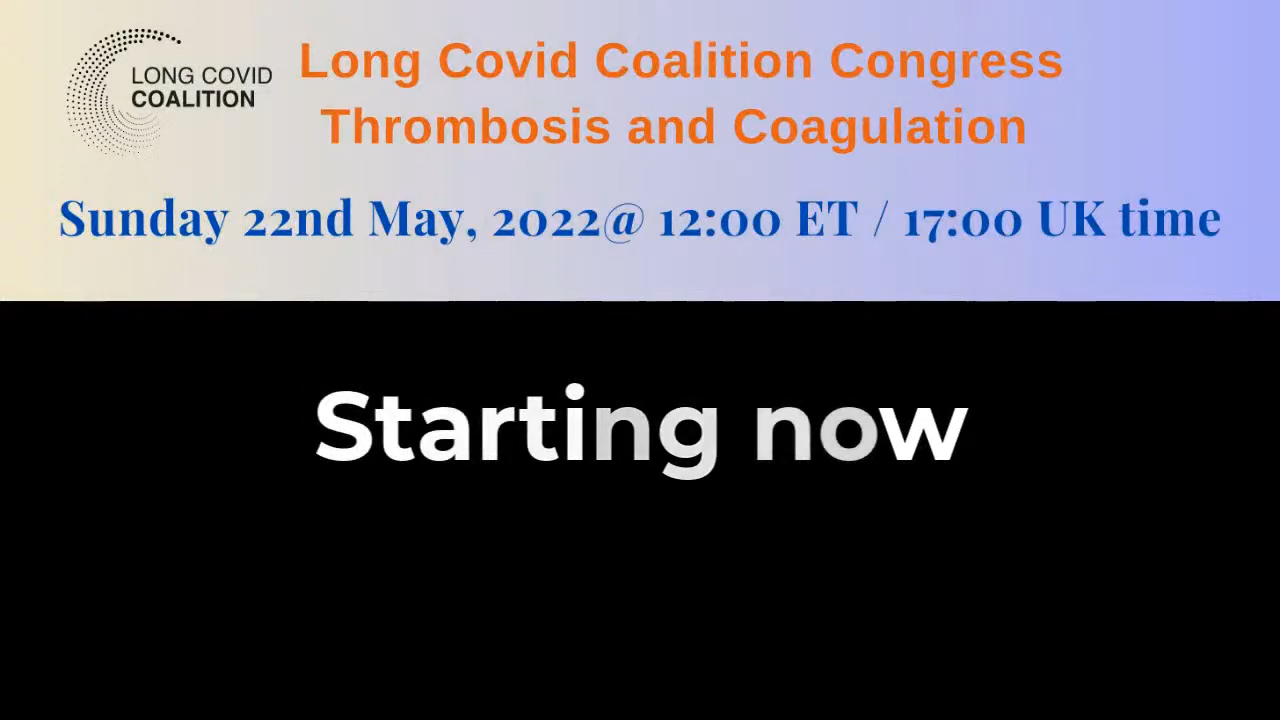 LONG COVID
COALITION
Long Covid Coalition Congress
Thrombosis and Coagulation
Sunday 22nd May, 2022@ 12:00 ET / 17:00 UK time
Starting now